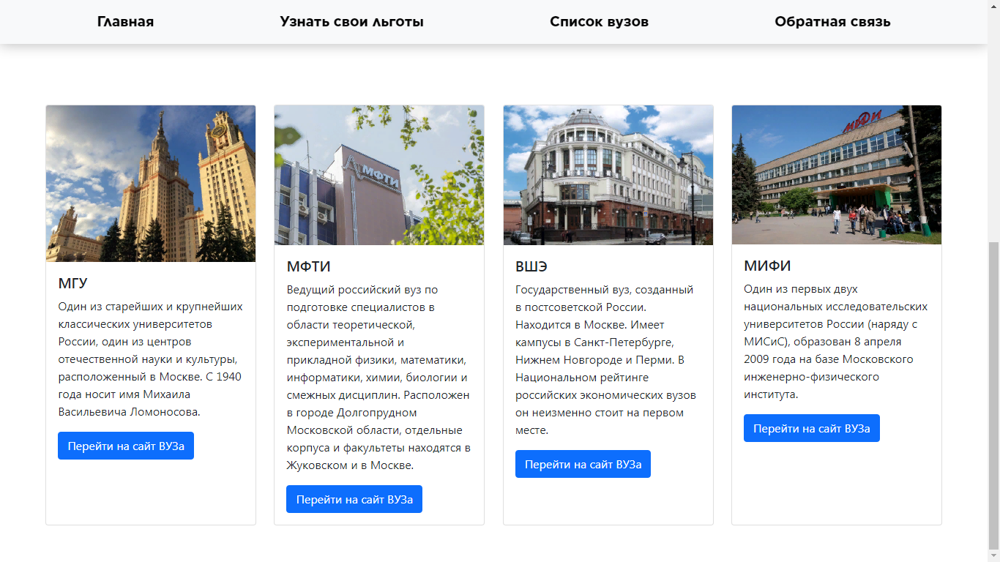 Главная
Узнать свои льготы
Список вузов
Обратная связь
МГУ
Один из старейших и крупнейших
классических университетов
России, один из центров
отечественной науки и культуры,
расположенный в Москве. С 1940
года носит имя Михаила
Васильевича Ломоносова.
Перейти на сайт ВУЗа
МФТИ
МФТИ
Ведущий российский вуз по
подготовке специалистов в
области теоретической,
экспериментальной и
прикладной физики, математики,
информатики, химии, биологии и
смежных дисциплин. Расположен
в городе Долгопрудном
Московской области, отдельные
корпуса и факультеты находятся в
Жуковском и в Москве.
Перейти на сайт ВУЗа
ВШЭ
Государственный вуз, созданный
в постсоветской России.
Находится в Москве. Имеет
кампусы в Санкт-Петербурге,
Нижнем Новгороде и Перми. В
Национальном рейтинге
российских экономических вузов
он неизменно стоит на первом
месте.
Перейти на сайт ВУЗа
МИФИ
МИФИ
Один из первых двух
национальных исследовательских
университетов России (наряду с
МИСиС), образован 8 апреля
2009 года на базе Московского
инженерно-физического
института.
Перейти на сайт ВУЗа